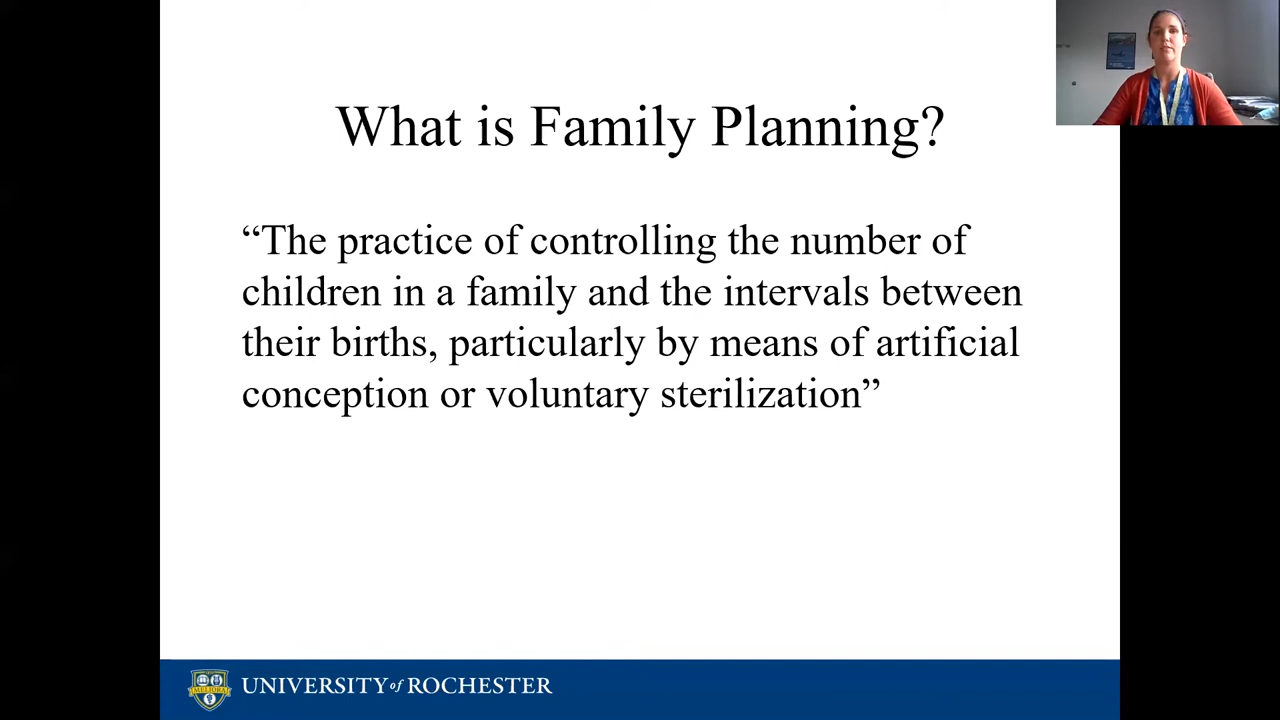 What is Family Planning?
“The practice of controlling the number of
children in a family and the intervals between
their births, particularly by means of artificial
conception or voluntary sterilization”
MELIORA
UNIVERSITY of ROCHESTER